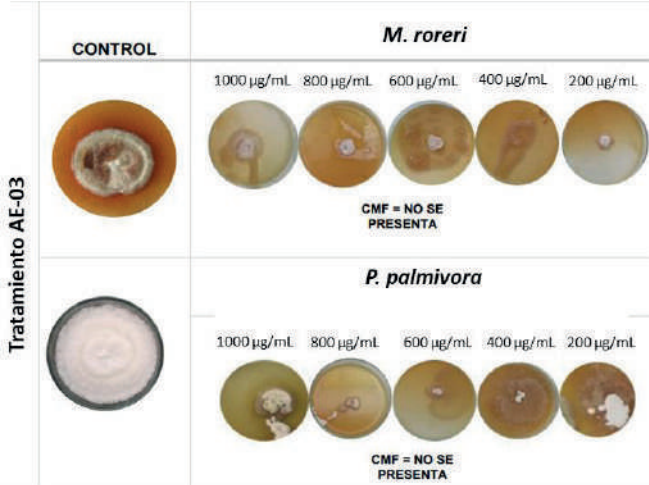 Tratamiento AE-03
CONTROL
M. roreri
1000 µg/mL 800 µg/mL 600 µg/mL 400 µg/mL 200 µg/mL
CMF = NO SE
PRESENTA
P. palmivora
1000 µg/mL 800 µg/mL 600 µg/mL 400 µg/mL 200 µg/mL
CMF = NO SE
PRESENTA